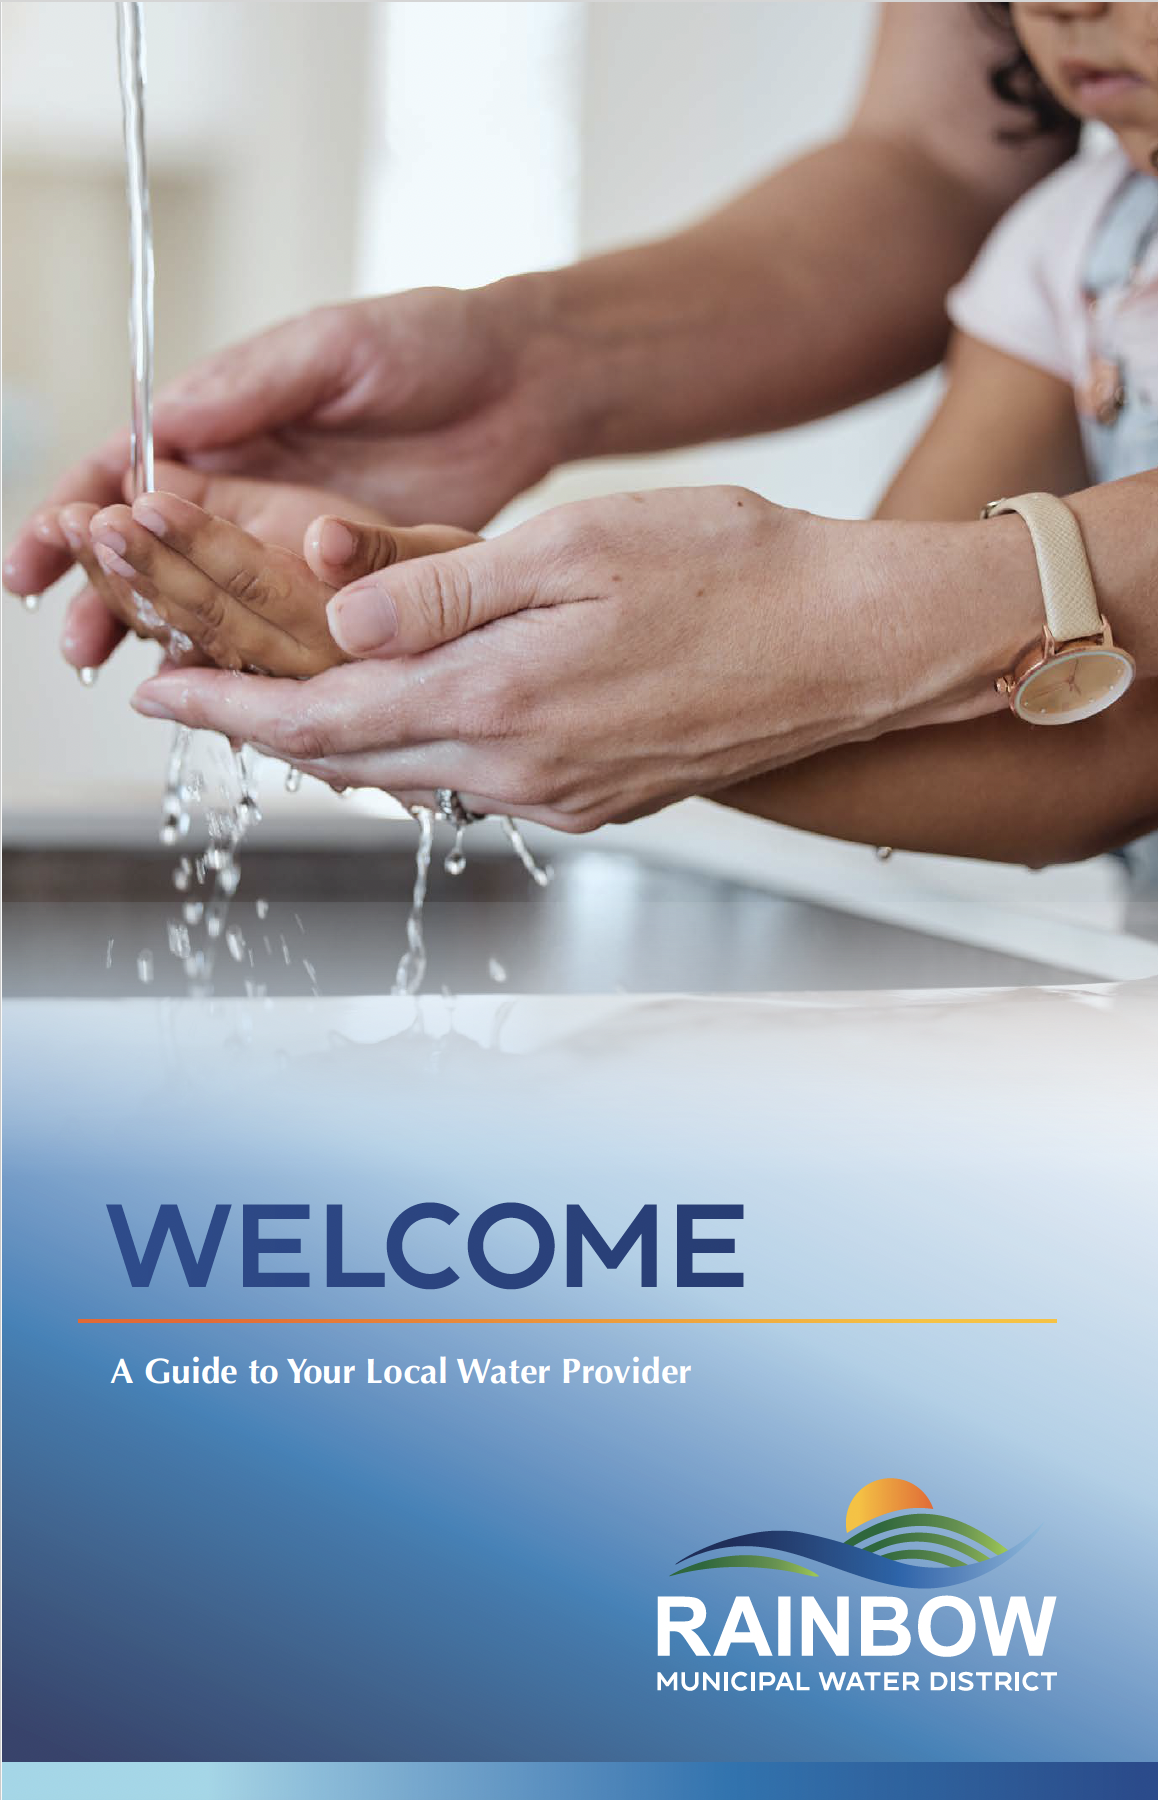 WELCOME
A Guide to Your Local Water Provider
RAINBOW
MUNICIPAL WATER DISTRICT